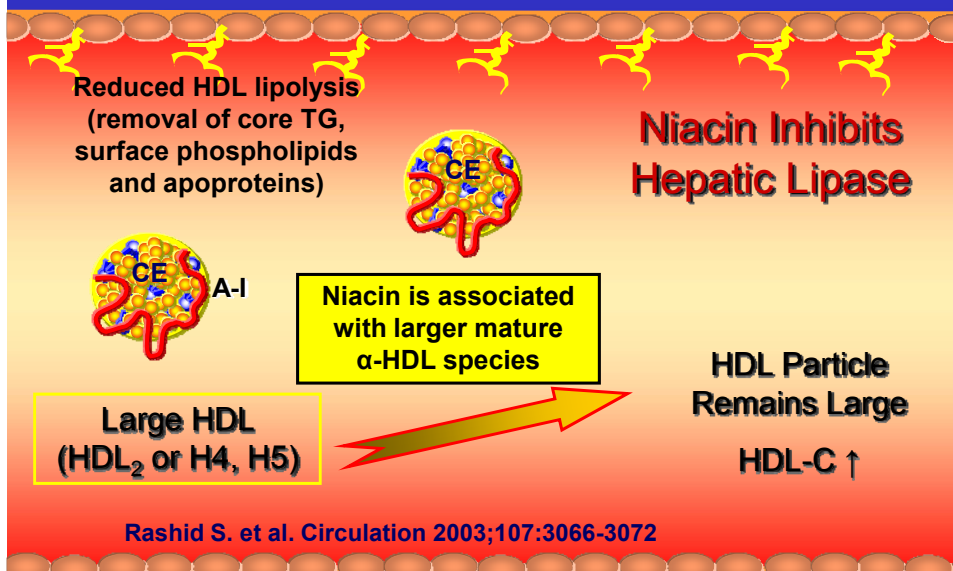 Reduced HDL lipolysis
(removal of core TG,
surface phospholipids
and apoproteins)
Niacin Inhibits
Hepatic Lipase
CE
CE
A-I
Niacin is associated
with larger mature
α-HDL species
HDL Particle
Remains Large
HDL-C ↑
Large HDL
(HDL₂ or H4, H5)
Rashid S. et al. Circulation 2003;107:3066-3072